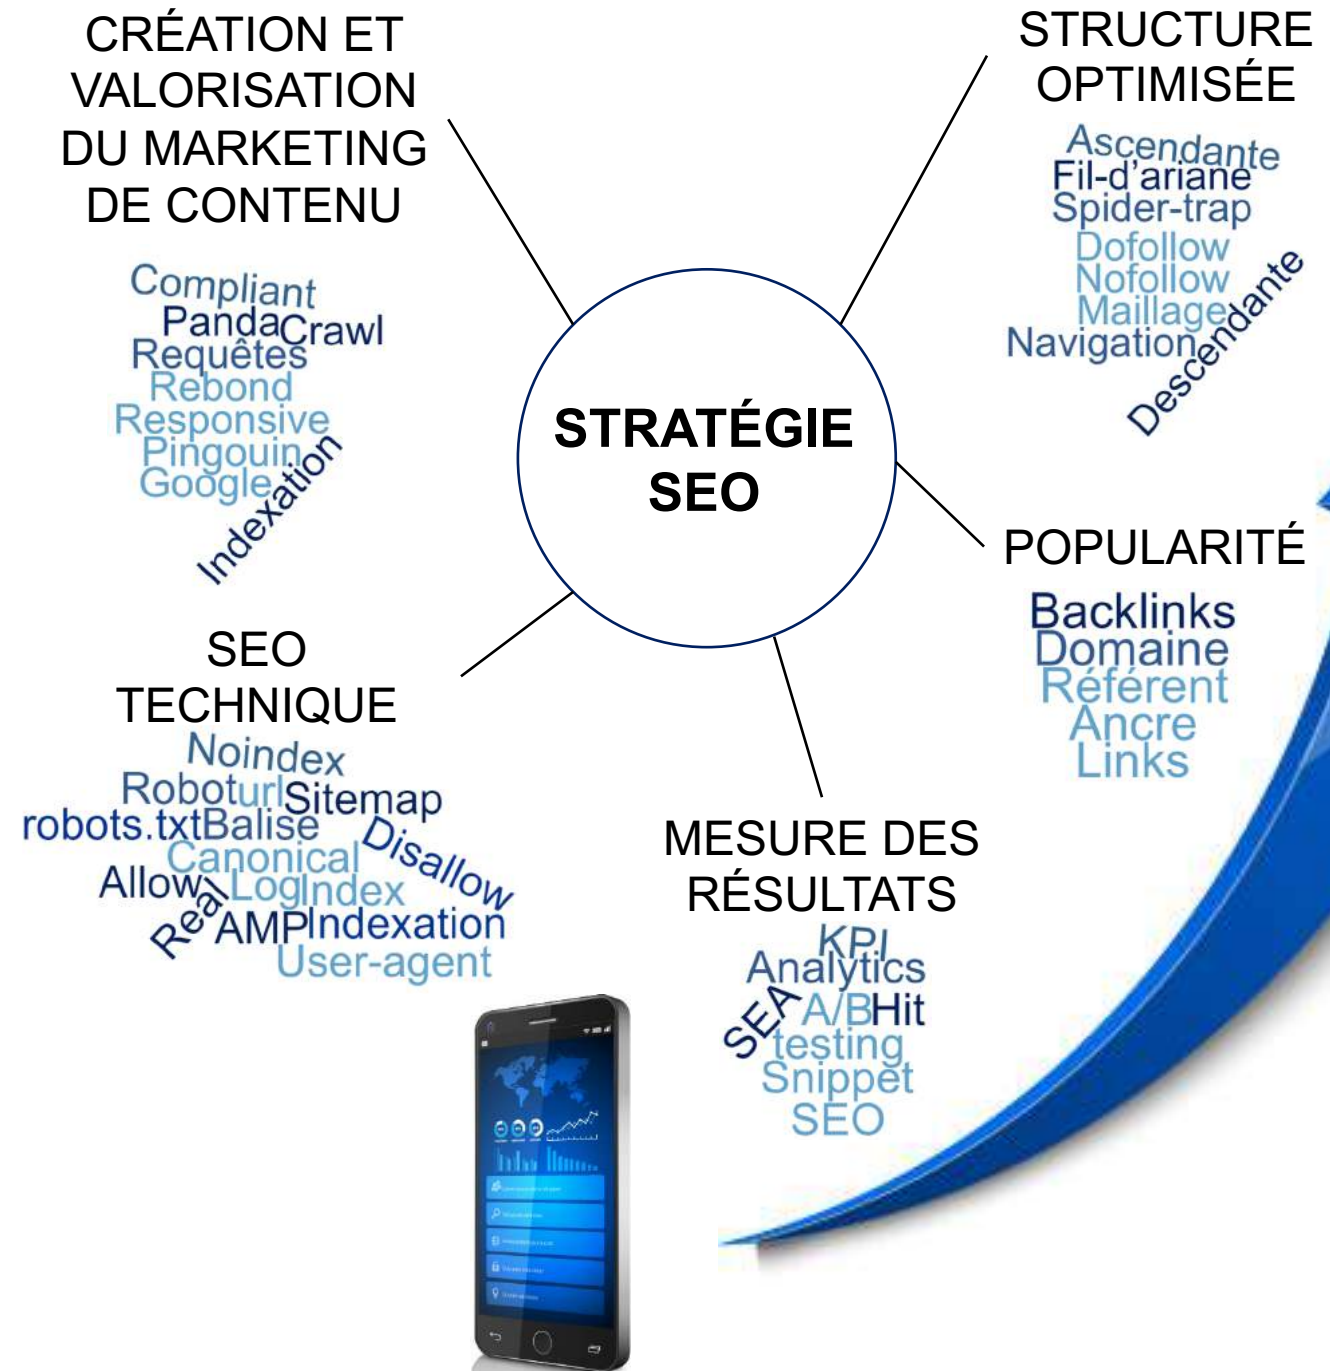 CRÉATION ET
VALORISATION
DU MARKETING
DE CONTENU
Compliant
Panda
Crawl
Requêtes
Rebond
Responsive
Pingouin
Google
Indexation
STRUCTURE
OPTIMISÉE
Ascendante
Fil-d'ariane
Spider-trap
Dofollow
Nofollow
Maillage
Navigation
Descendante
STRATÉGIE
SEO
POPULARITÉ
Backlinks
Domaine
Référent
Ancre
Links
SEO
TECHNIQUE
Noindex
Robot
url
Sitemap
robots.txt
Balise
Disallow
Canonical
Allow
Log
Index
Real
AMP
Indexation
User-agent
MESURE DES
RÉSULTATS
KPI
Analytics
SEA
A/B
Hit
testing
Snippet
SEO